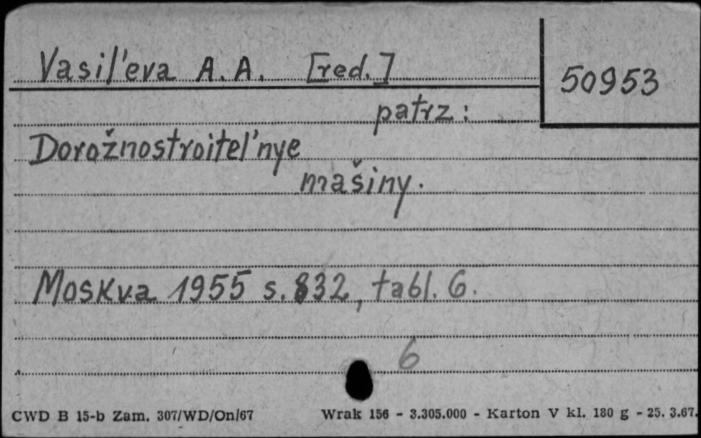 Vasil'eva A. A. [red.]
50953
patrz:
Dorožnostroitel'nye
mašiny.
Moskva 1955 s. 832, tabl. 6.
6
CWD B 15-b Zam. 307/WD/On/67 Wrak 156 - 3.305.000 - Karton V kl. 180 g - 25. 3.67.